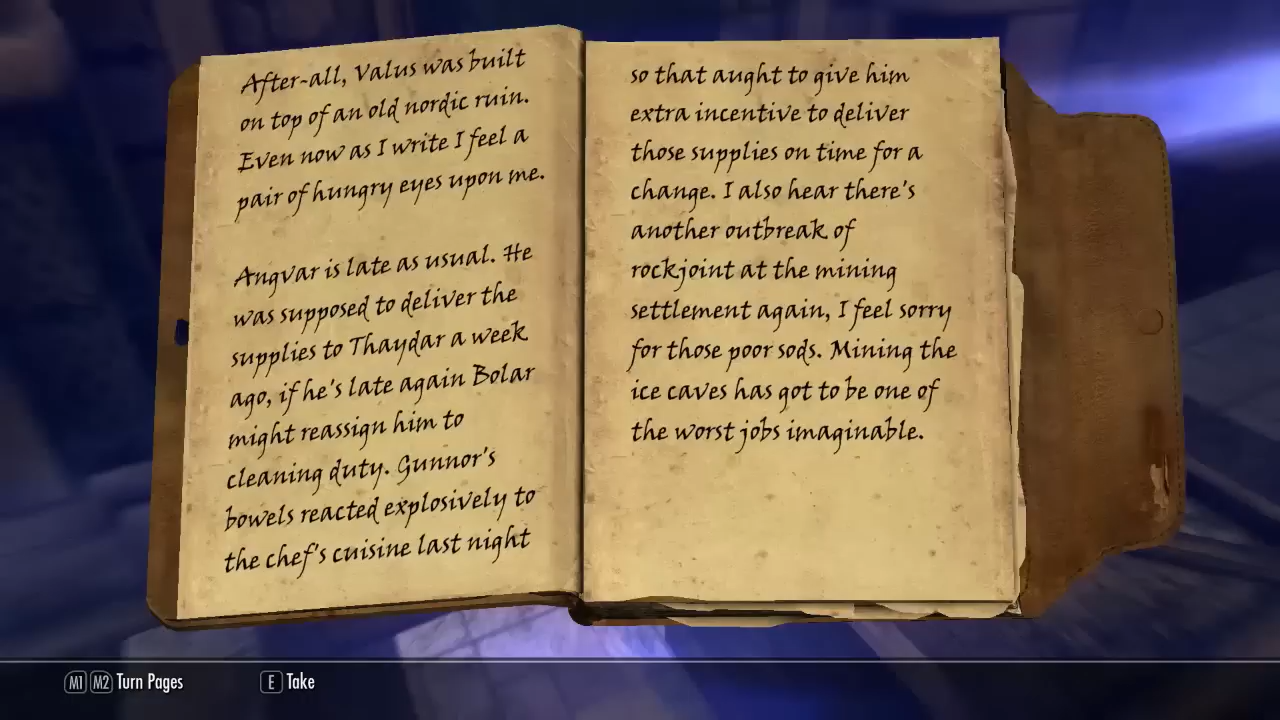 After-all, Valus was built
on top of an old nordic ruin.
Even now as I write I feel a
pair of hungry eyes upon me.
Angvar is late as usual. He
was supposed to deliver the
supplies to Thaydar a week
ago, if he's late again Bolar
might reassign him to
cleaning duty. Gunnor's
bowels reacted explosively to
the chef's cuisine last night
so that aught to give him
extra incentive to deliver
those supplies on time for a
change. I also hear there's
another outbreak of
rockjoint at the mining
settlement again, I feel sorry
for those poor sods. Mining the
ice caves has got to be one of
the worst jobs imaginable.
M1 M2 Turn Pages E Take